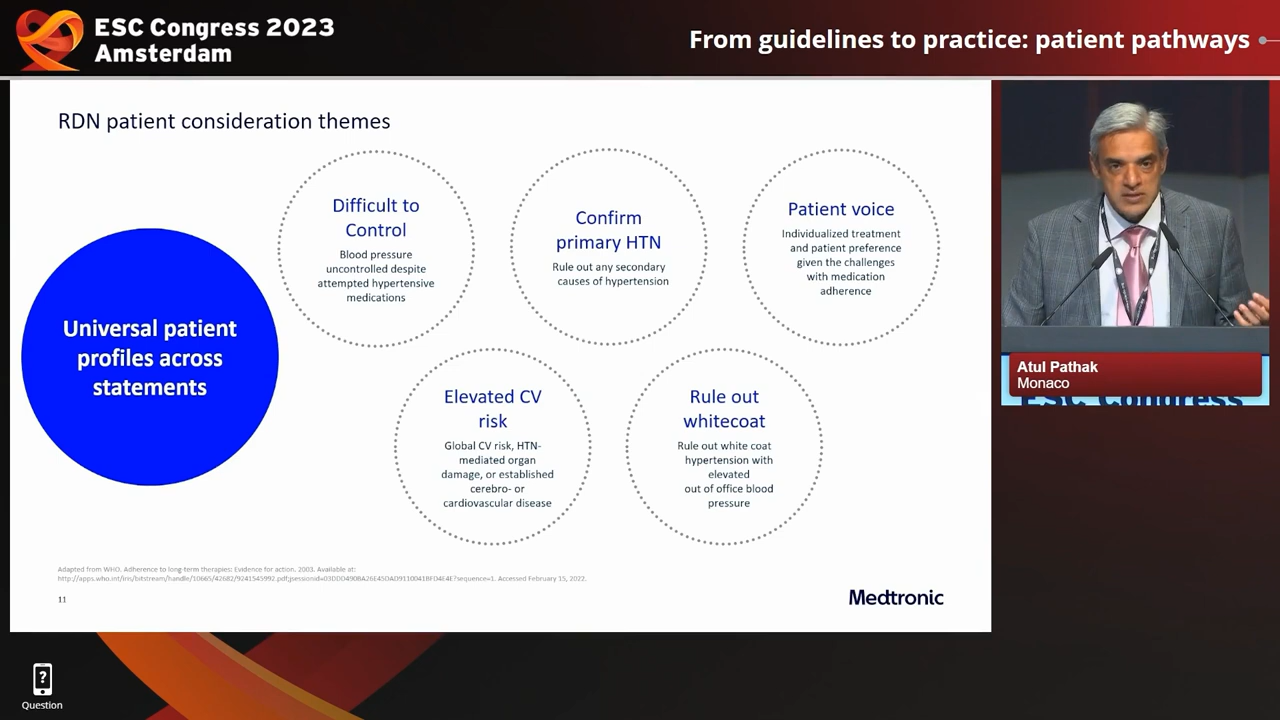 ESC Congress 2023
Amsterdam
From guidelines to practice: patient pathways
RDN patient consideration themes
Universal patient
profiles across
statements
Difficult to
Control
Blood pressure
uncontrolled despite
attempted hypertensive
medications
Confirm
primary HTN
Rule out any secondary
causes of hypertension
Patient voice
Individualized treatment
and patient preference
given the challenges
with medication
adherence
Elevated CV
risk
Global CV risk, HTN-
mediated organ
damage, or established
cerebro- or
cardiovascular disease
Rule out
whitecoat
Rule out white coat
hypertension with
elevated
out of office blood
pressure
Adapted from WHO. Adherence to long-term therapies: Evidence for action. 2003. Available at:
Accessed February 15, 2022.
11
Medtronic
Atul Pathak
Monaco
ESC Congress
?
Question